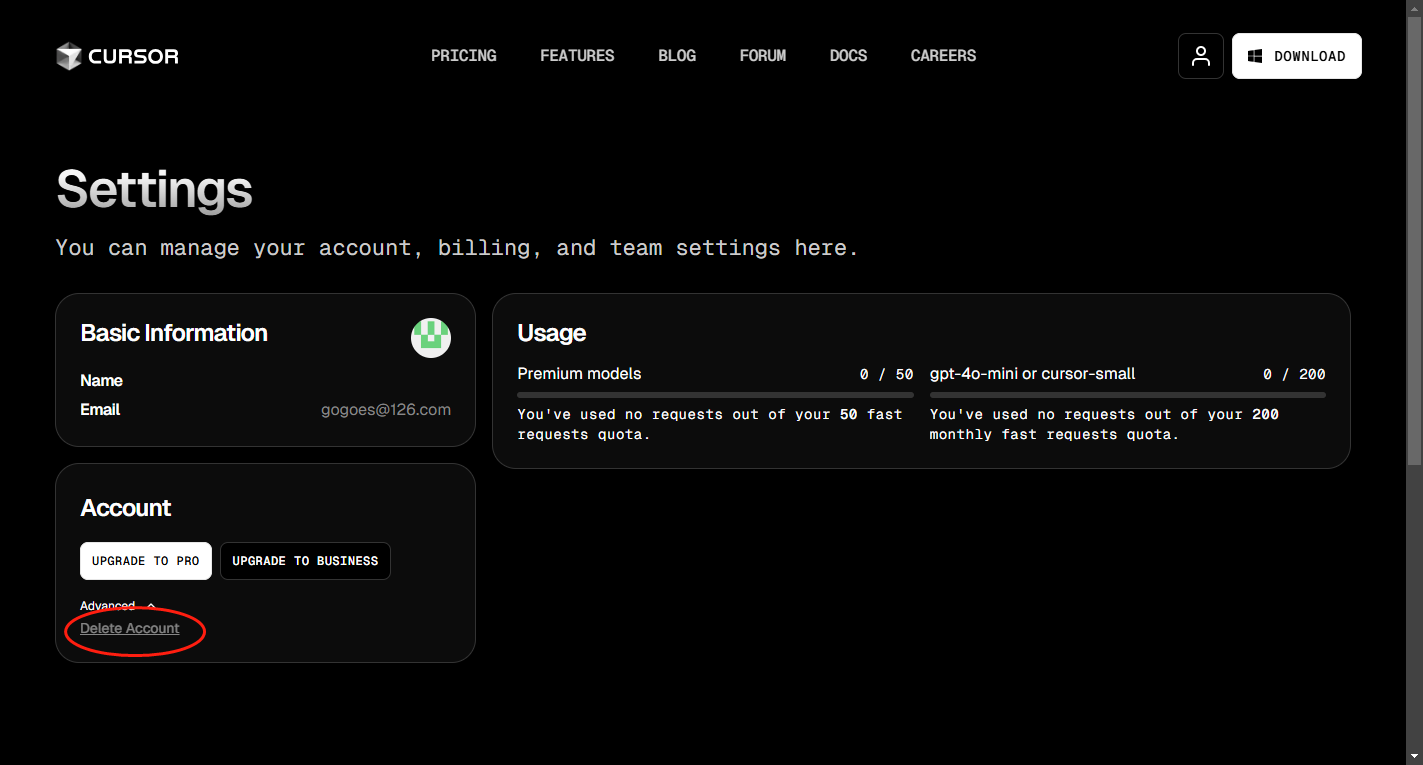 CURSOR
PRICING
FEATURES
BLOG
FORUM
DOCS
CAREERS
DOWNLOAD
Settings
You can manage your account, billing, and team settings here.
Basic Information
Name
Email gogoes@126.com
Usage
Premium models 0 / 50
You've used no requests out of your 50 fast
requests quota.
gpt-4o-mini or cursor-small 0 / 200
You've used no requests out of your 200
monthly fast requests quota.
Account
UPGRADE TO PRO
UPGRADE TO BUSINESS
Advanced
Delete Account